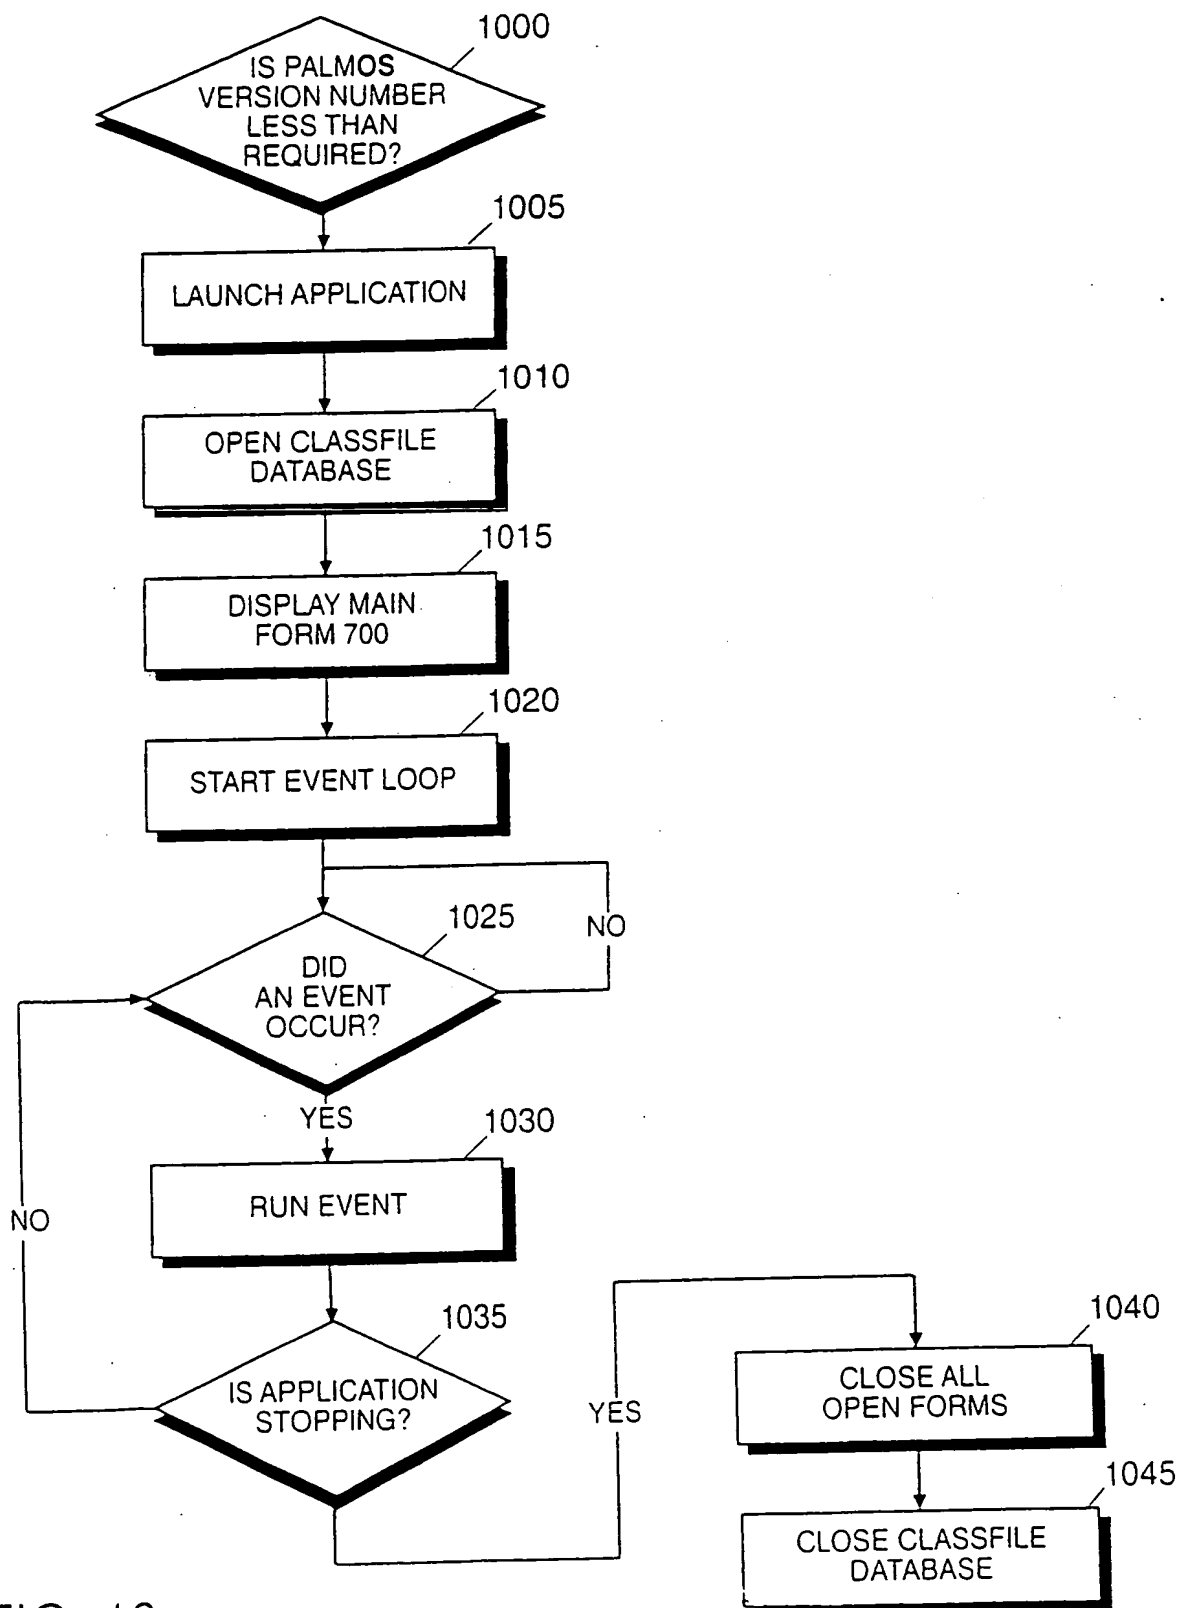 1000
IS PALMOS
VERSION NUMBER
LESS THAN
REQUIRED?
1005
LAUNCH APPLICATION
1010
OPEN CLASSFILE
DATABASE
1015
DISPLAY MAIN
FORM 700
1020
START EVENT LOOP
1025
NO
DID
AN EVENT
OCCUR?
YES
1030
RUN EVENT
NO
1035
IS APPLICATION
STOPPING?
YES
1040
CLOSE ALL
OPEN FORMS
1045
CLOSE CLASSFILE
DATABASE